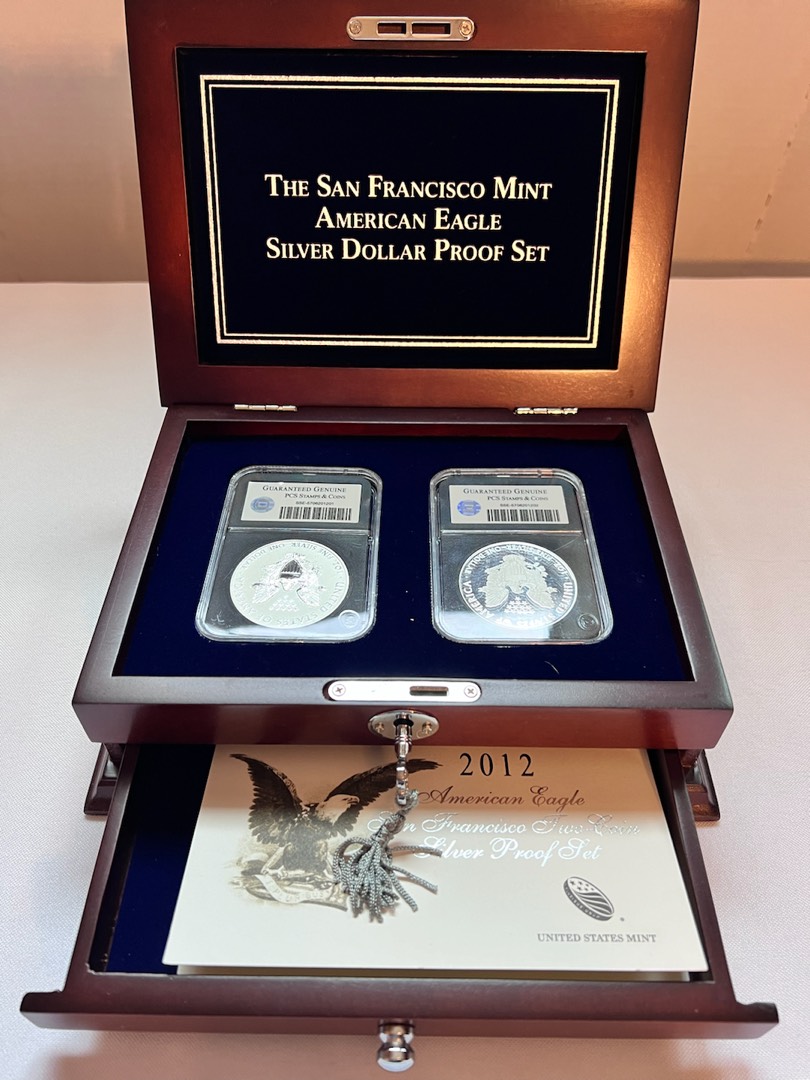 THE SAN FRANCISCO MINT
AMERICAN EAGLE
SILVER DOLLAR PROOF SET
GUARANTEED GENUINE
PCS STAMPS & COINS
GUARANTEED GENUINE
PCS STAMPS & COINS
2012
American Eagle
San Francisco Two-Coin
Silver Proof Set
UNITED STATES MINT